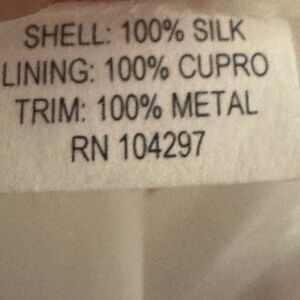 SHELL: 100% SILK
LINING: 100% CUPRO
TRIM: 100% METAL
RN 104297